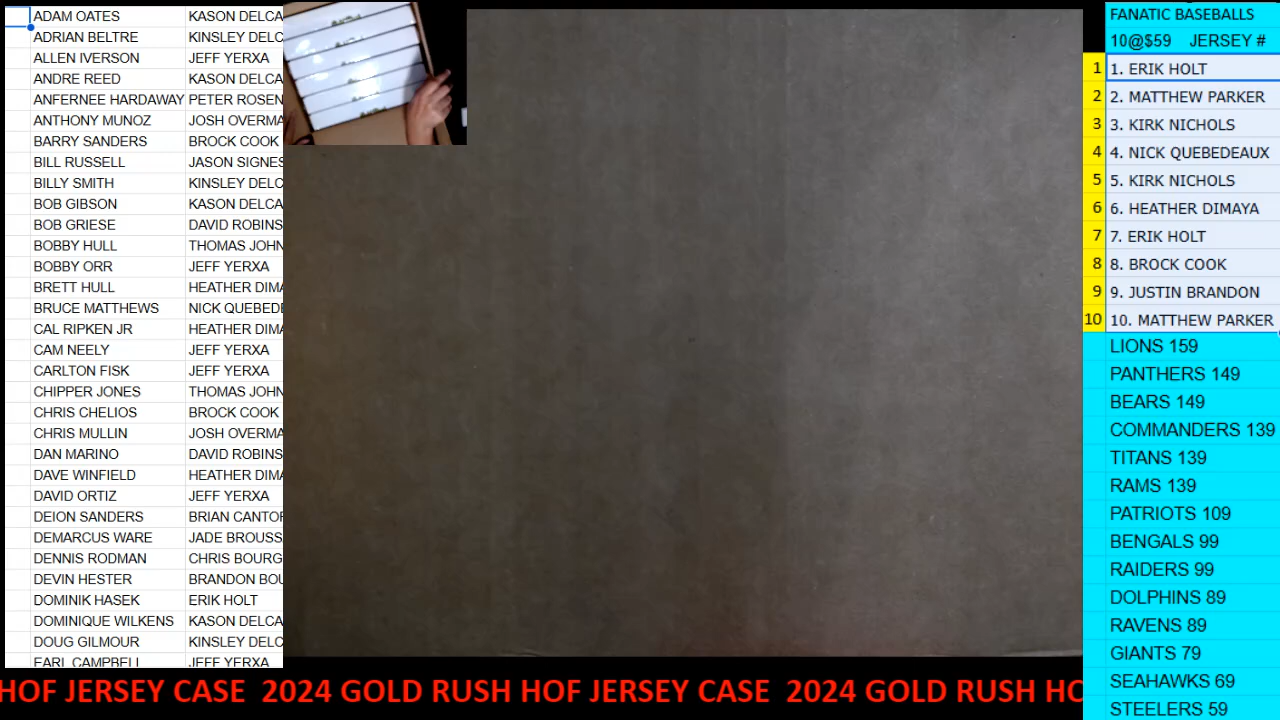 ADAM OATES KASON DELCA
ADRIAN BELTRE KINSLEY DELC
ALLEN IVERSON JEFF YERXA
ANDRE REED KASON DELCA
ANFERNEE HARDAWAY PETER ROSEN
ANTHONY MUNOZ JOSH OVERMA
BARRY SANDERS BROCK COOK
BILL RUSSELL JASON SIGNES
BILLY SMITH KINSLEY DELC
BOB GIBSON KASON DELCA
BOB GRIESE DAVID ROBINS
BOBBY HULL THOMAS JOHN
BOBBY ORR JEFF YERXA
BRETT HULL HEATHER DIMA
BRUCE MATTHEWS NICK QUEBEDE
CAL RIPKEN JR HEATHER DIMA
CAM NEELY JEFF YERXA
CARLTON FISK JEFF YERXA
CHIPPER JONES THOMAS JOHN
CHRIS CHELIOS BROCK COOK
CHRIS MULLIN JOSH OVERMA
DAN MARINO DAVID ROBINS
DAVE WINFIELD HEATHER DIMA
DAVID ORTIZ JEFF YERXA
DEION SANDERS BRIAN CANTOR
DEMARCUS WARE JADE BROUSS
DENNIS RODMAN CHRIS BOURG
DEVIN HESTER BRANDON BOU
DOMINIK HASEK ERIK HOLT
DOMINIQUE WILKENS KASON DELCA
DOUG GILMOUR KINSLEY DELC
EARL CAMPBELL JEFF YERXA
FANATIC BASEBALLS
10@$59 JERSEY #
1 1. ERIK HOLT
2 2. MATTHEW PARKER
3 3. KIRK NICHOLS
4 4. NICK QUEBEDEAUX
5 5. KIRK NICHOLS
6 6. HEATHER DIMAYA
7 7. ERIK HOLT
8 8. BROCK COOK
9 9. JUSTIN BRANDON
10 10. MATTHEW PARKER
LIONS 159
PANTHERS 149
BEARS 149
COMMANDERS 139
TITANS 139
RAMS 139
PATRIOTS 109
BENGALS 99
RAIDERS 99
DOLPHINS 89
RAVENS 89
GIANTS 79
SEAHAWKS 69
STEELERS 59
HOF JERSEY CASE 2024 GOLD RUSH HOF JERSEY CASE 2024 GOLD RUSH HO